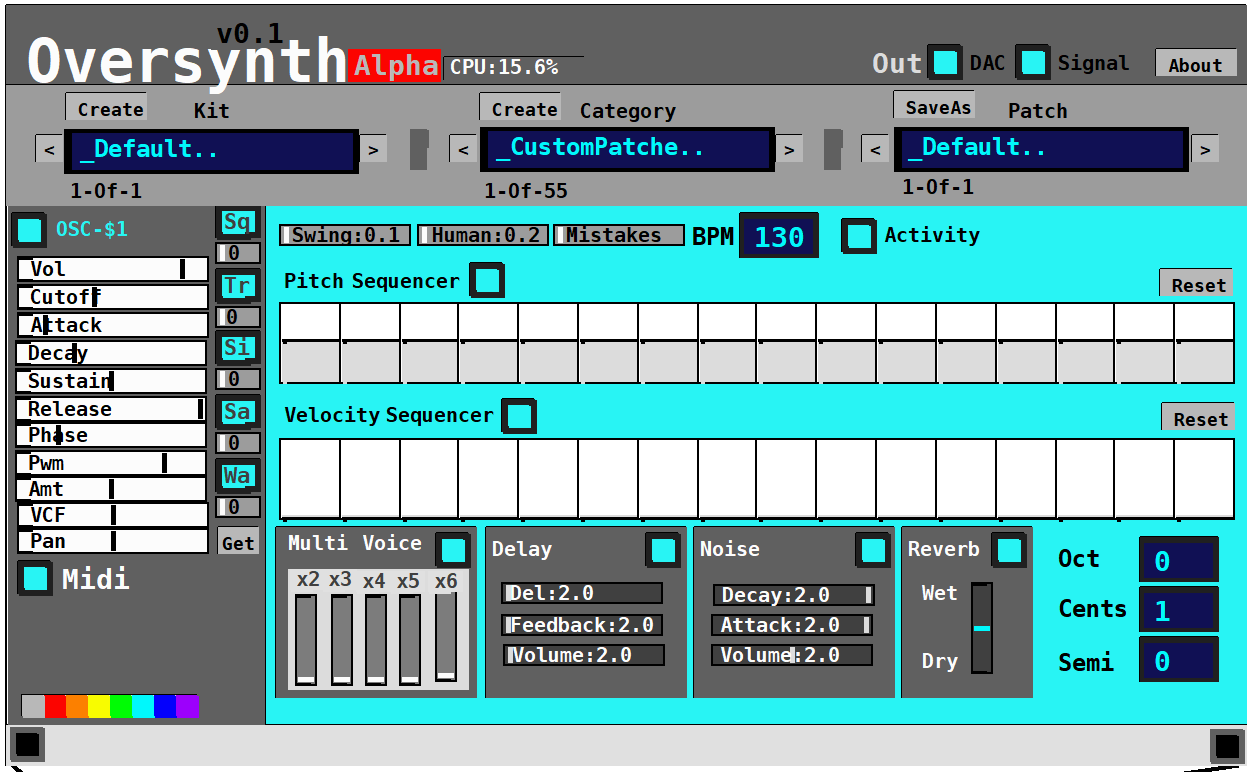 v0.1
Oversynth Alpha CPU:15.6% Out DAC Signal About
Create Kit Create Category SaveAs Patch
< _Default.. > < _CustomPatche.. > < _Default.. >
1-Of-1 1-Of-55 1-Of-1
OSC-$1 Sq
0
Swing:0.1 Human:0.2 Mistakes BPM 130 Activity
Vol
Cutoff
Attack
Decay
Sustain
Release
Phase
Pwm
Amt
VCF
Pan
Tr
0
Si
0
Sa
0
Wa
0
Get
Midi
Pitch Sequencer Reset
Velocity Sequencer Reset
Multi Voice
x2 x3 x4 x5 x6
Delay
Del:2.0
Feedback:2.0
Volume:2.0
Noise
Decay:2.0
Attack:2.0
Volume:2.0
Reverb
Wet
Dry
Oct 0
Cents 1
Semi 0